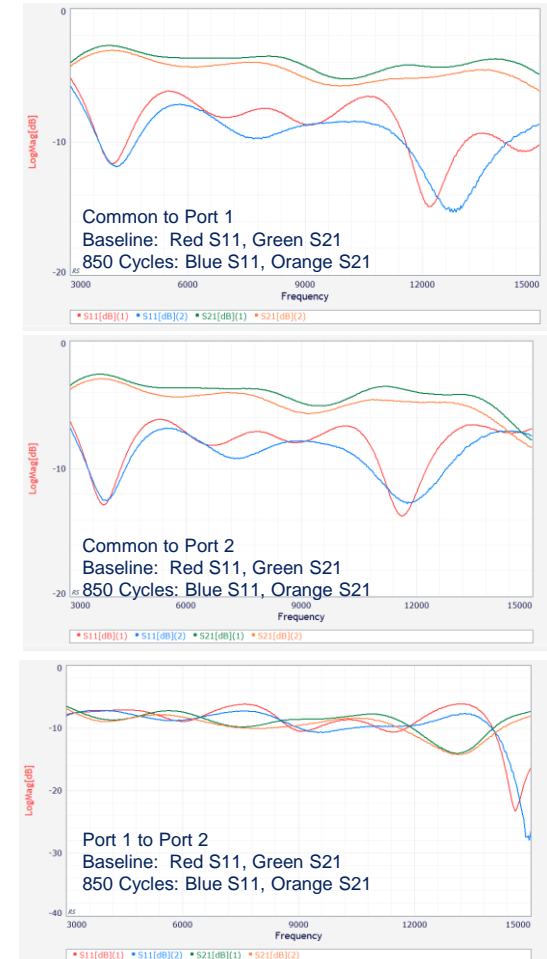 0
-10
-20
LogMag[dB]
Common to Port 1
Baseline: Red S11, Green S21
850 Cycles: Blue S11, Orange S21
RS
3000 6000 9000 12000 15000
Frequency
S11[dB](1) S11[dB](2) S21[dB](1) S21[dB](2)
0
-10
-20
LogMag[dB]
Common to Port 2
Baseline: Red S11, Green S21
850 Cycles: Blue S11, Orange S21
RS
3000 6000 9000 12000 15000
Frequency
S11[dB](1) S11[dB](2) S21[dB](1) S21[dB](2)
0
-10
-20
-30
-40
LogMag[dB]
Port 1 to Port 2
Baseline: Red S11, Green S21
850 Cycles: Blue S11, Orange S21
RS
3000 6000 9000 12000 15000
Frequency
S11[dB](1) S11[dB](2) S21[dB](1) S21[dB](2)